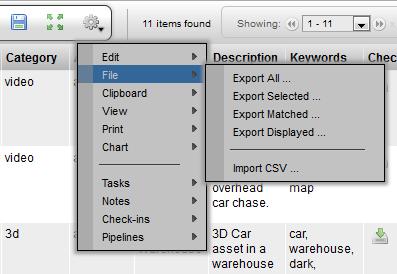 11 items found
Showing:
1 - 11
Category
Description
Keywords
Edit
File
Clipboard
View
Print
Chart
Tasks
Notes
Check-ins
Pipelines
Export All ...
Export Selected ...
Export Matched ...
Export Displayed ...
Import CSV ...
video
video
overhead
car chase.
map
3d
3D Car
asset in a
warehouse
car,
warehouse,
dark,